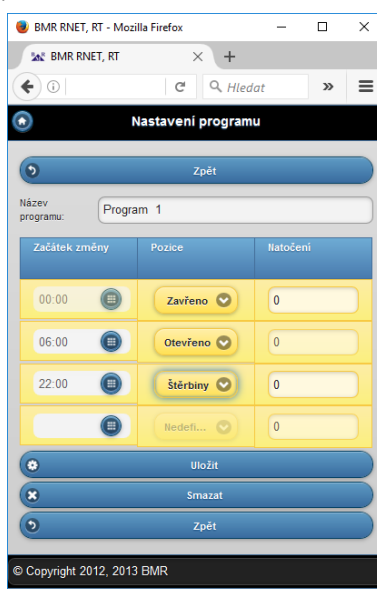 BMR RNET, RT - Mozilla Firefox
BMR RNET, RT
Hledat
Nastavení programu
Zpět
Název programu:
Program 1
Začátek změny Pozice Natočení
00:00 Zavřeno 0
06:00 Otevřeno 0
22:00 Štěrbiny 0
Nedefi... 0
Uložit
Smazat
Zpět
© Copyright 2012, 2013 BMR